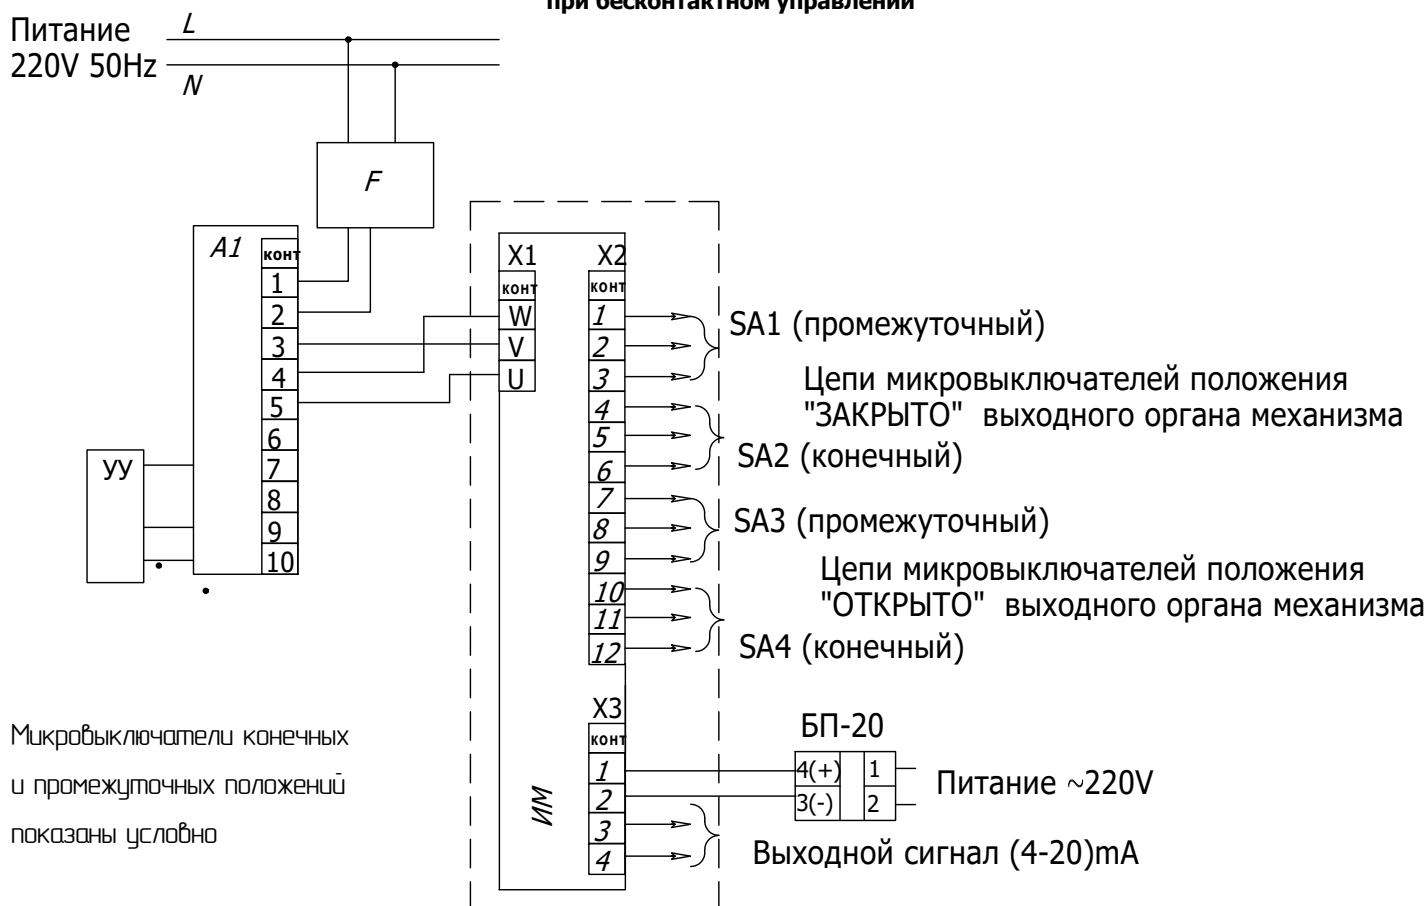 при бесконтактном управлении
Питание
220V 50Hz
L
N
F
A1
конт
1
2
3
4
5
6
7
8
9
10
УУ
X1
конт
W
V
U
X2
конт
1
2
3
4
5
6
7
8
9
10
11
12
SA1 (промежуточный)
Цепи микровыключателей положения
"ЗАКРЫТО" выходного органа механизма
SA2 (конечный)
SA3 (промежуточный)
Цепи микровыключателей положения
"ОТКРЫТО" выходного органа механизма
SA4 (конечный)
X3
конт
1
2
3
4
ИМ
БП-20
4(+)
1
3(-)
2
Питание ~220V
Выходной сигнал (4-20)mA
Микровыключатели конечных
и промежуточных положений
показаны условно